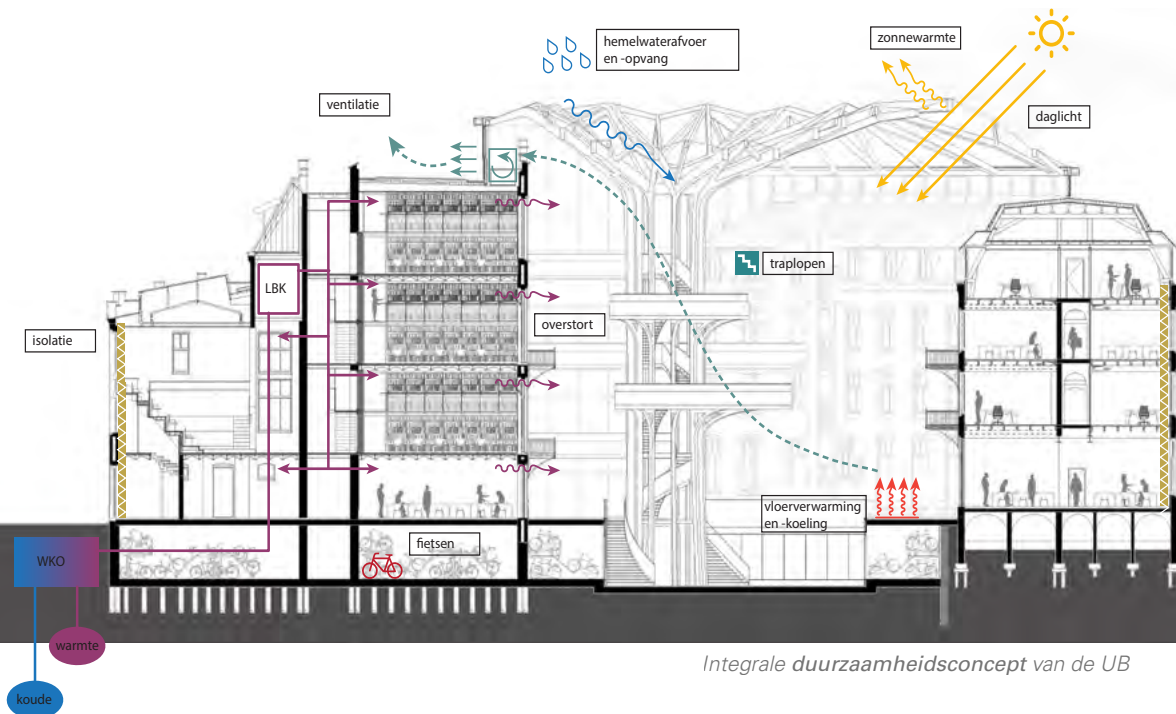 hemelwaterafvoer
en -opvang
zonnewarmte
ventilatie
daglicht
traplopen
LBK
overstort
isolatie
vloerverwarming
en -koeling
fietsen
WKO
warmte
koude
Integrale duurzaamheidsconcept van de UB